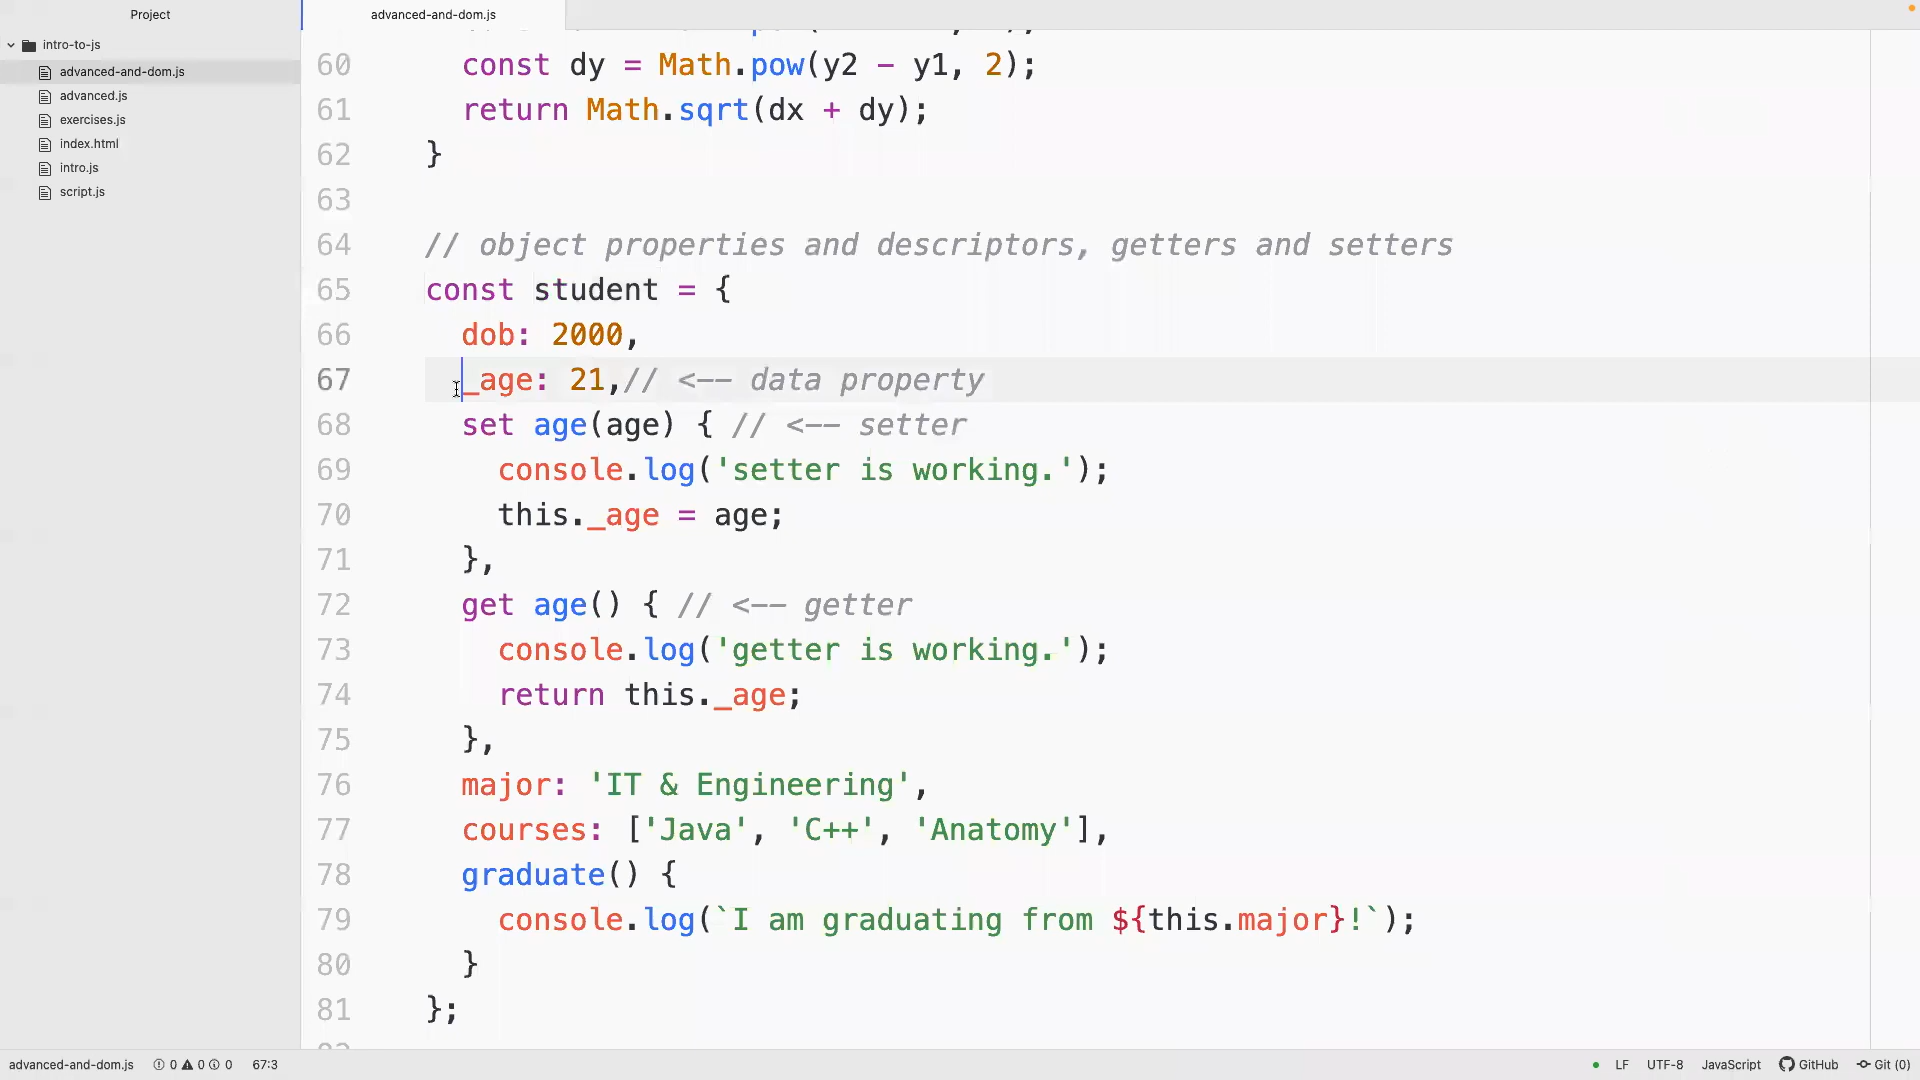 Project
advanced-and-dom.js
intro-to-js
advanced-and-dom.js
advanced.js
exercises.js
index.html
intro.js
script.js
60 const dy = Math.pow(y2 - y1, 2);
61 return Math.sqrt(dx + dy);
62 }
63
64 // object properties and descriptors, getters and setters
65 const student = {
66 dob: 2000,
67 _age: 21,// <-- data property
68 set age(age) { // <-- setter
69 console.log('setter is working.');
70 this._age = age;
71 },
72 get age() { // <-- getter
73 console.log('getter is working.');
74 return this._age;
75 },
76 major: 'IT & Engineering',
77 courses: ['Java', 'C++', 'Anatomy'],
78 graduate() {
79 console.log(`I am graduating from ${this.major}!`);
80 }
81 };
advanced-and-dom.js 0 0 0 67:3 LF UTF-8 JavaScript GitHub Git (0)